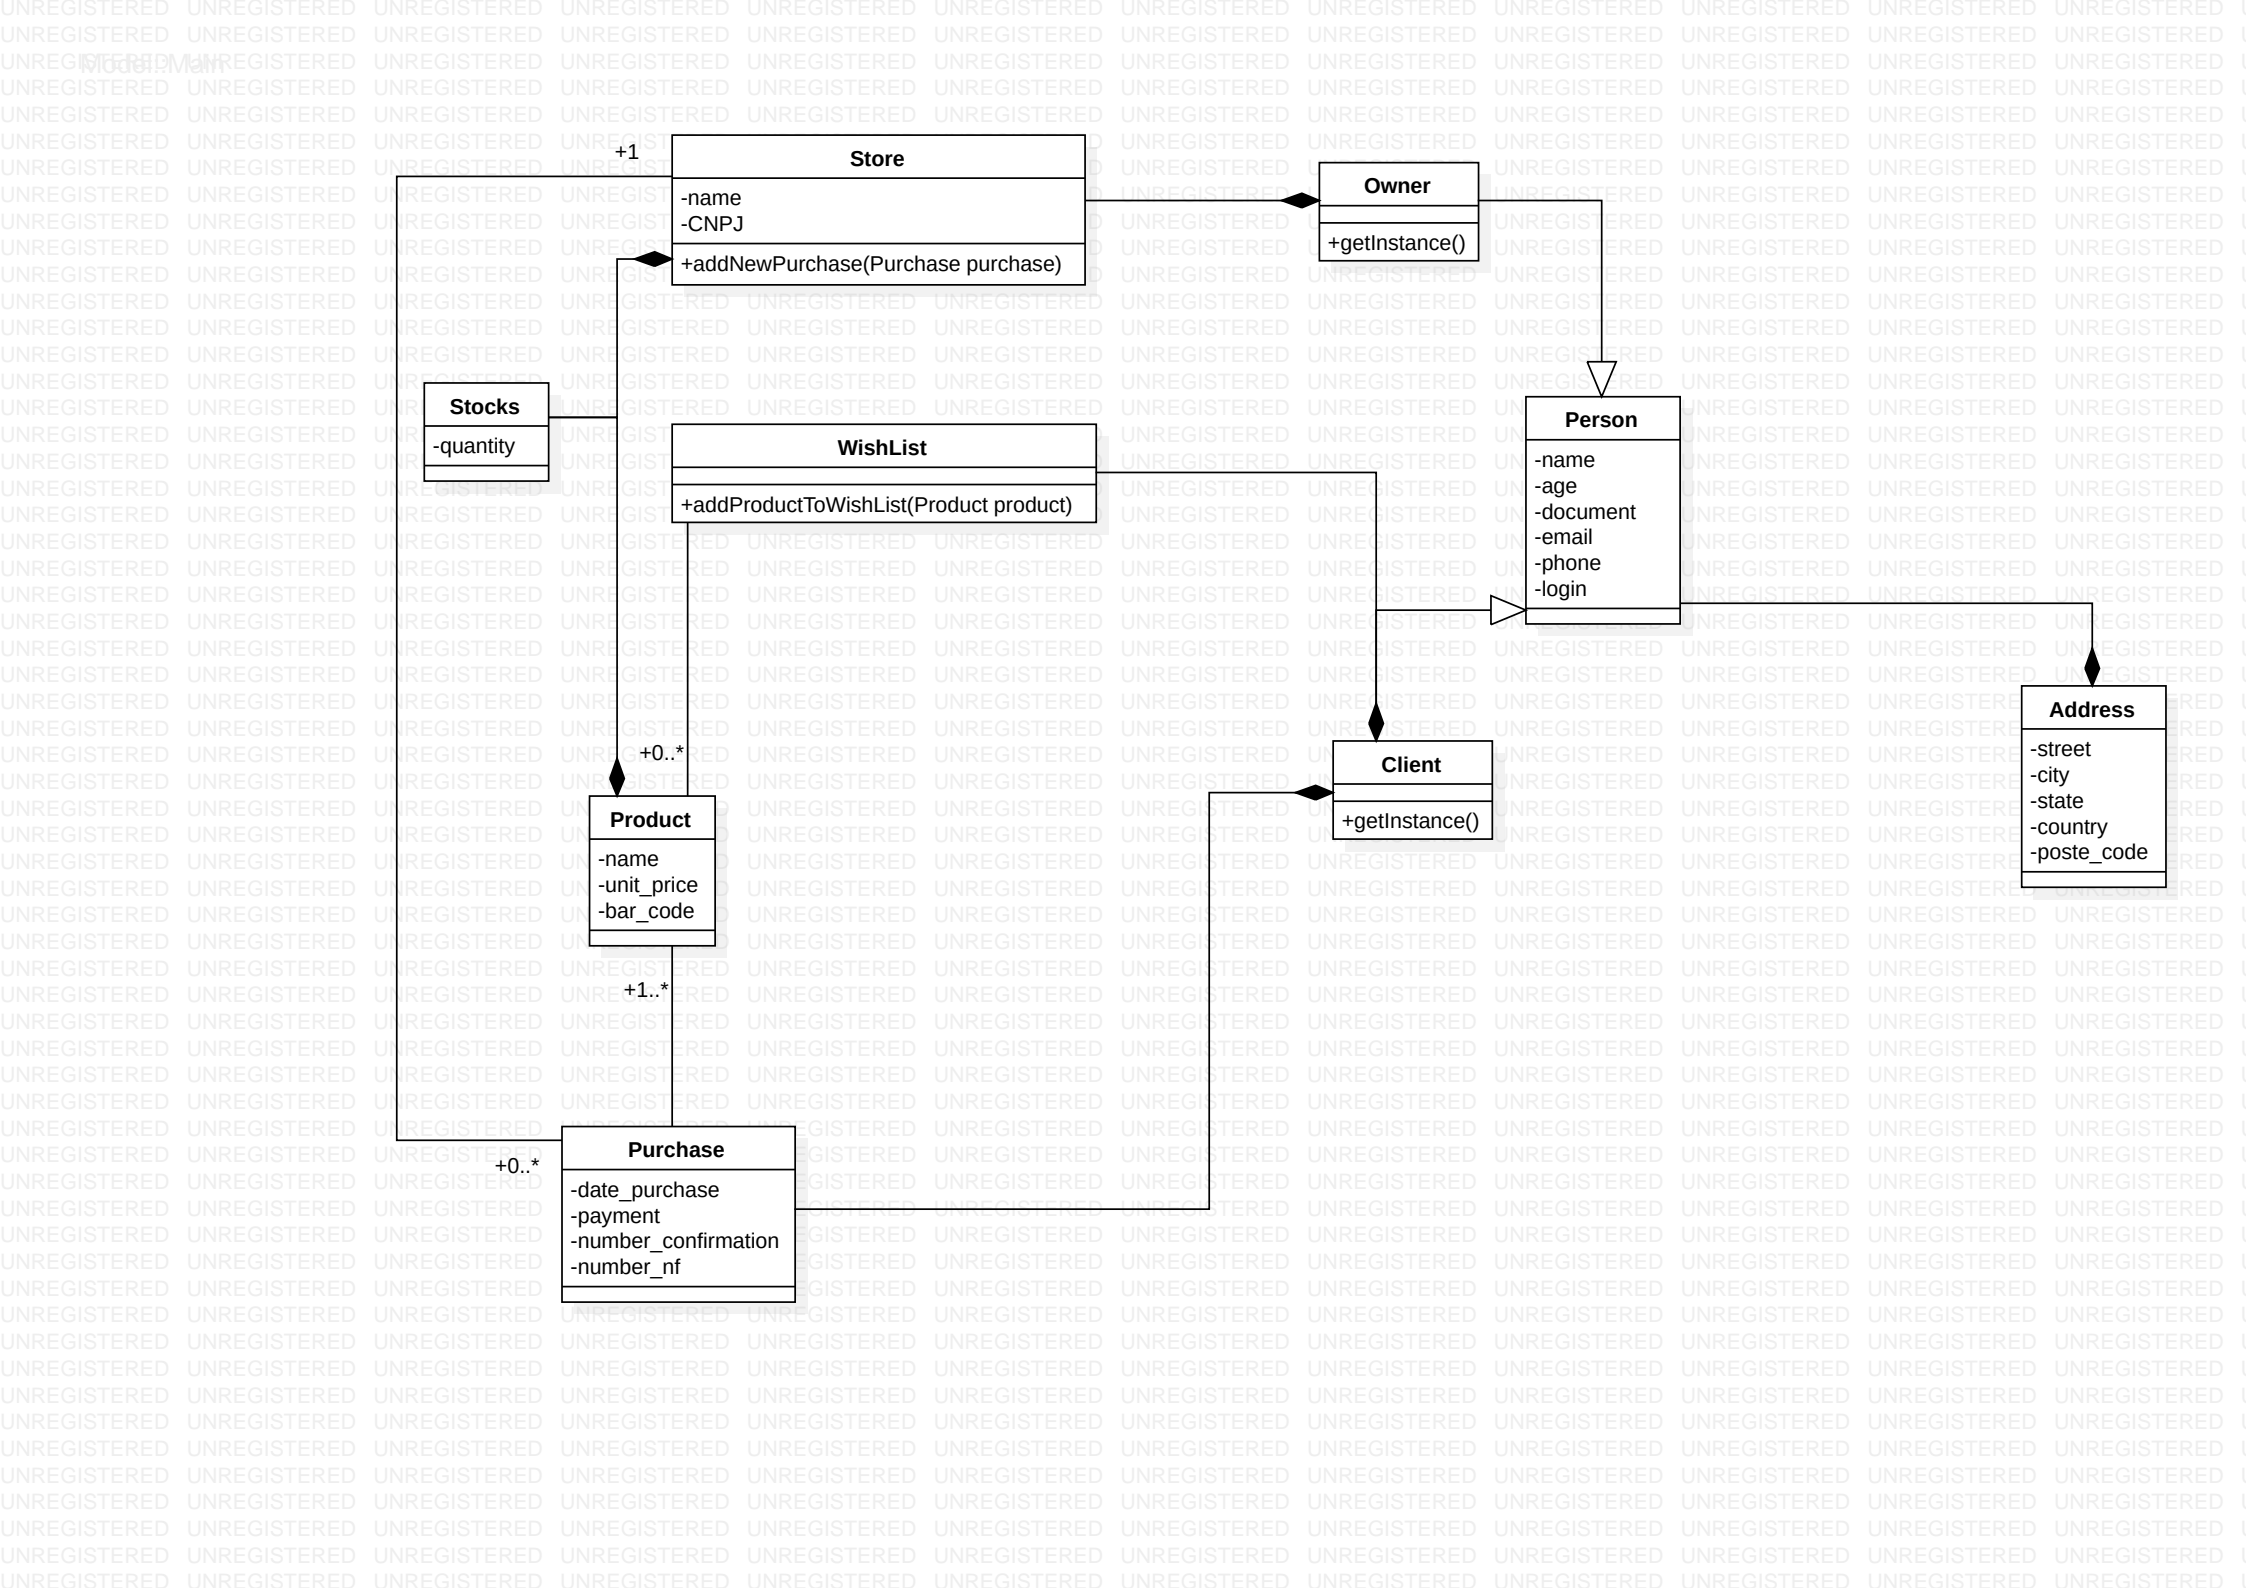 UNREGISTERED
Model::Main
+1
Store
-name
-CNPJ
+addNewPurchase(Purchase purchase)
Owner
+getInstance()
Stocks
-quantity
WishList
+addProductToWishList(Product product)
Person
-name
-age
-document
-email
-phone
-login
Address
-street
-city
-state
-country
-poste_code
+0..*
Client
+getInstance()
Product
-name
-unit_price
-bar_code
+1..*
+0..*
Purchase
-date_purchase
-payment
-number_confirmation
-number_nf